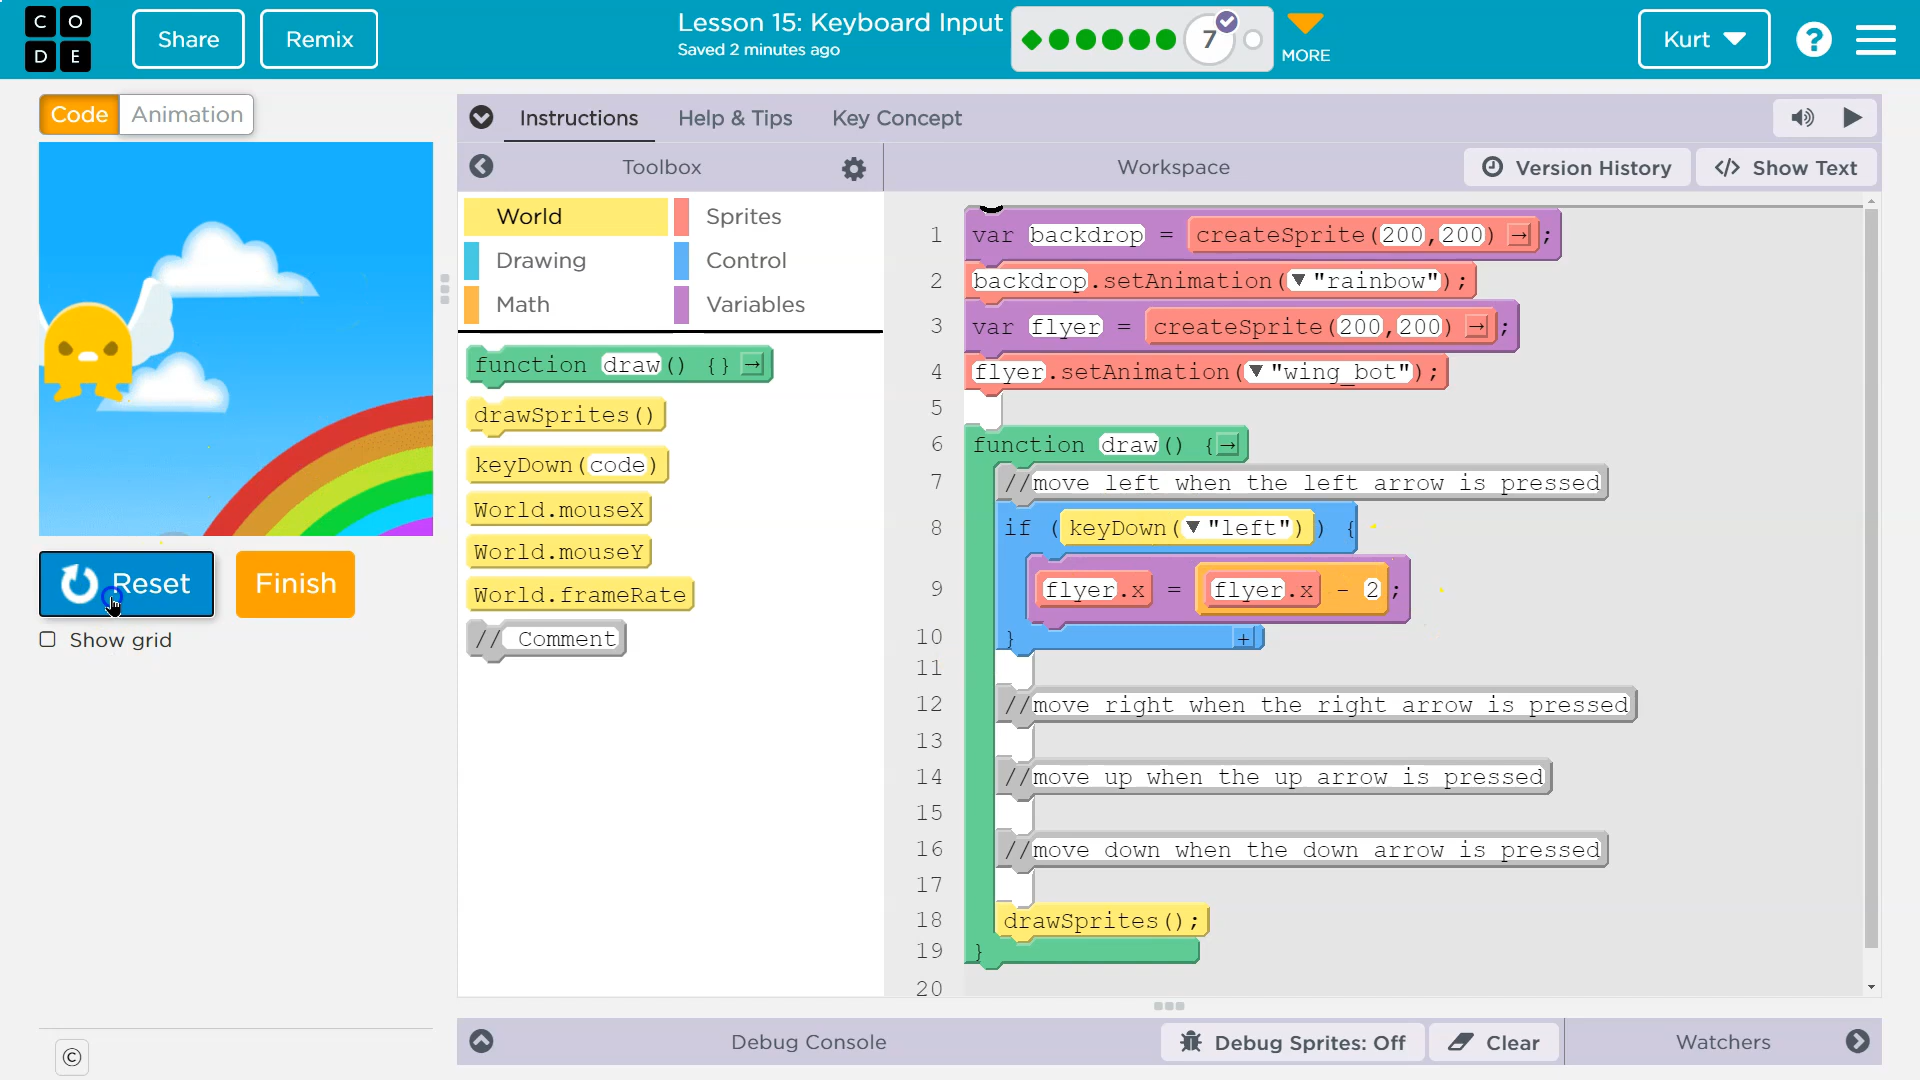 C O
D E
Share
Remix
Lesson 15: Keyboard Input
Saved 2 minutes ago
7
MORE
Kurt
?
Code
Animation
Instructions
Help & Tips
Key Concept
Toolbox
Workspace
Version History
</> Show Text
World
Sprites
Drawing
Control
Math
Variables
function draw() {}
drawSprites()
keyDown(code)
World.mouseX
World.mouseY
World.frameRate
// Comment
1 var backdrop = createSprite(200,200) ;
2 backdrop.setAnimation( "rainbow");
3 var flyer = createSprite(200,200) ;
4 flyer.setAnimation( "wing_bot");
5
6 function draw() {
7 //move left when the left arrow is pressed
8 if (keyDown( "left")) {
9 flyer.x = flyer.x - 2;
10 } +
11
12 //move right when the right arrow is pressed
13
14 //move up when the up arrow is pressed
15
16 //move down when the down arrow is pressed
17
18 drawSprites();
19 }
20
Reset
Finish
Show grid
©
Debug Console
Debug Sprites: Off
Clear
Watchers